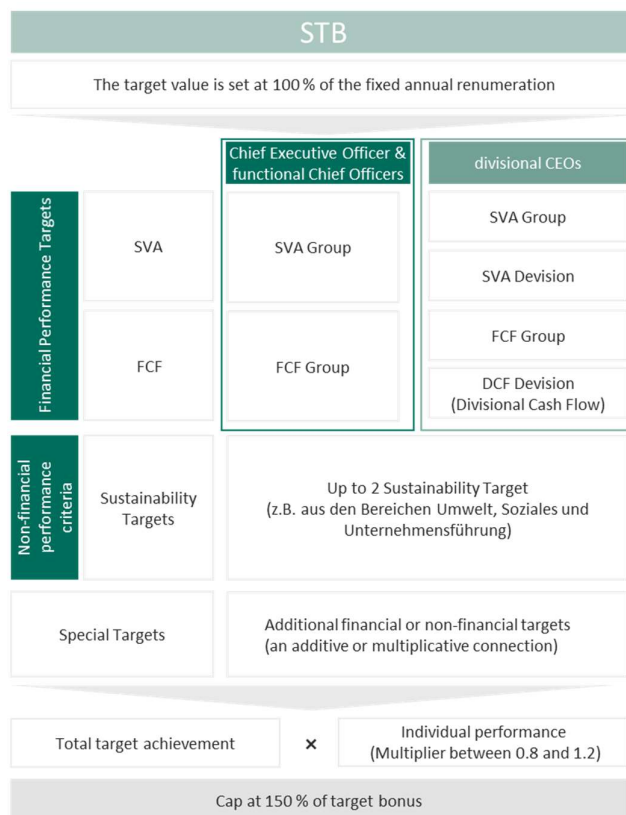 STB
The target value is set at 100 % of the fixed annual renumeration
Chief Executive Officer &
functional Chief Officers
divisional CEOs
Financial Performance Targets
SVA
SVA Group
SVA Group
SVA Devision
FCF
FCF Group
FCF Group
DCF Devision
(Divisional Cash Flow)
Non-financial
performance
criteria
Sustainability
Targets
Up to 2 Sustainability Target
(z.B. aus den Bereichen Umwelt, Soziales und
Unternehmensführung)
Special Targets
Additional financial or non-financial targets
(an additive or multiplicative connection)
Total target achievement
×
Individual performance
(Multiplier between 0.8 and 1.2)
Cap at 150 % of target bonus